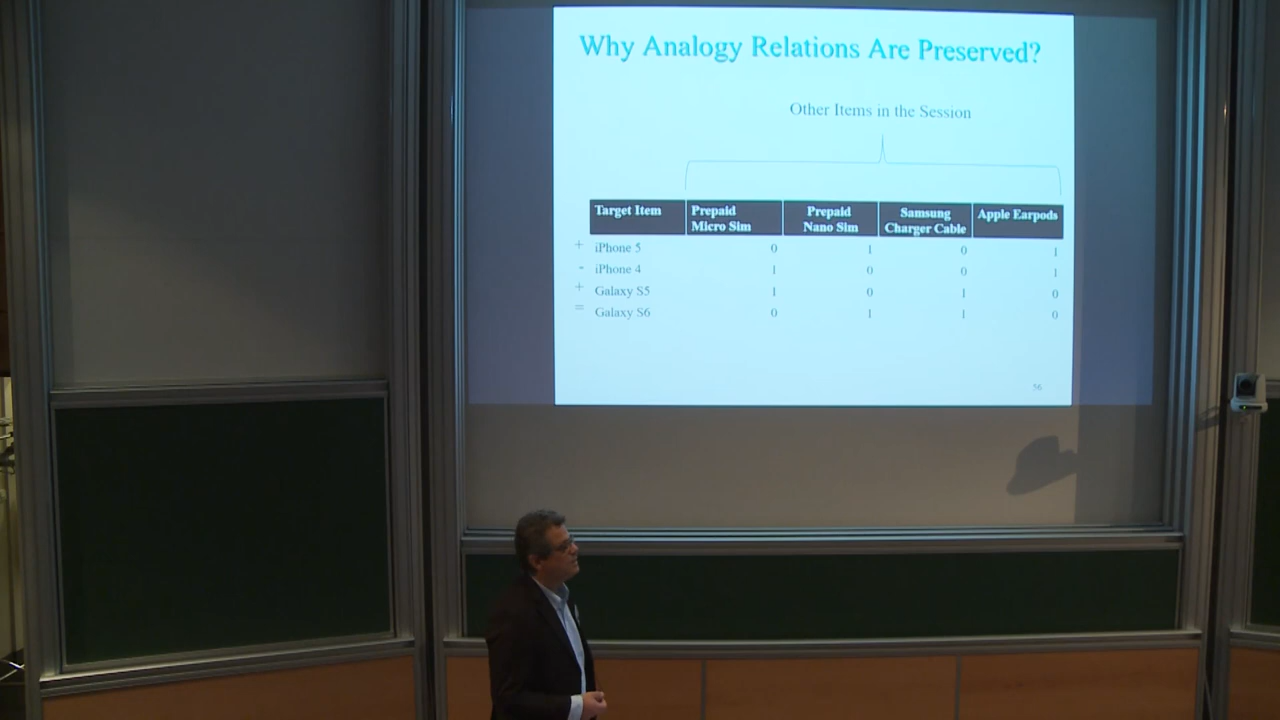 Why Analogy Relations Are Preserved?
Other Items in the Session
Target Item Prepaid Micro Sim Prepaid Nano Sim Samsung Charger Cable Apple Earpods
+ iPhone 5 0 1 0 1
- iPhone 4 1 0 0 1
+ Galaxy S5 1 0 1 0
= Galaxy S6 0 1 1 0
56